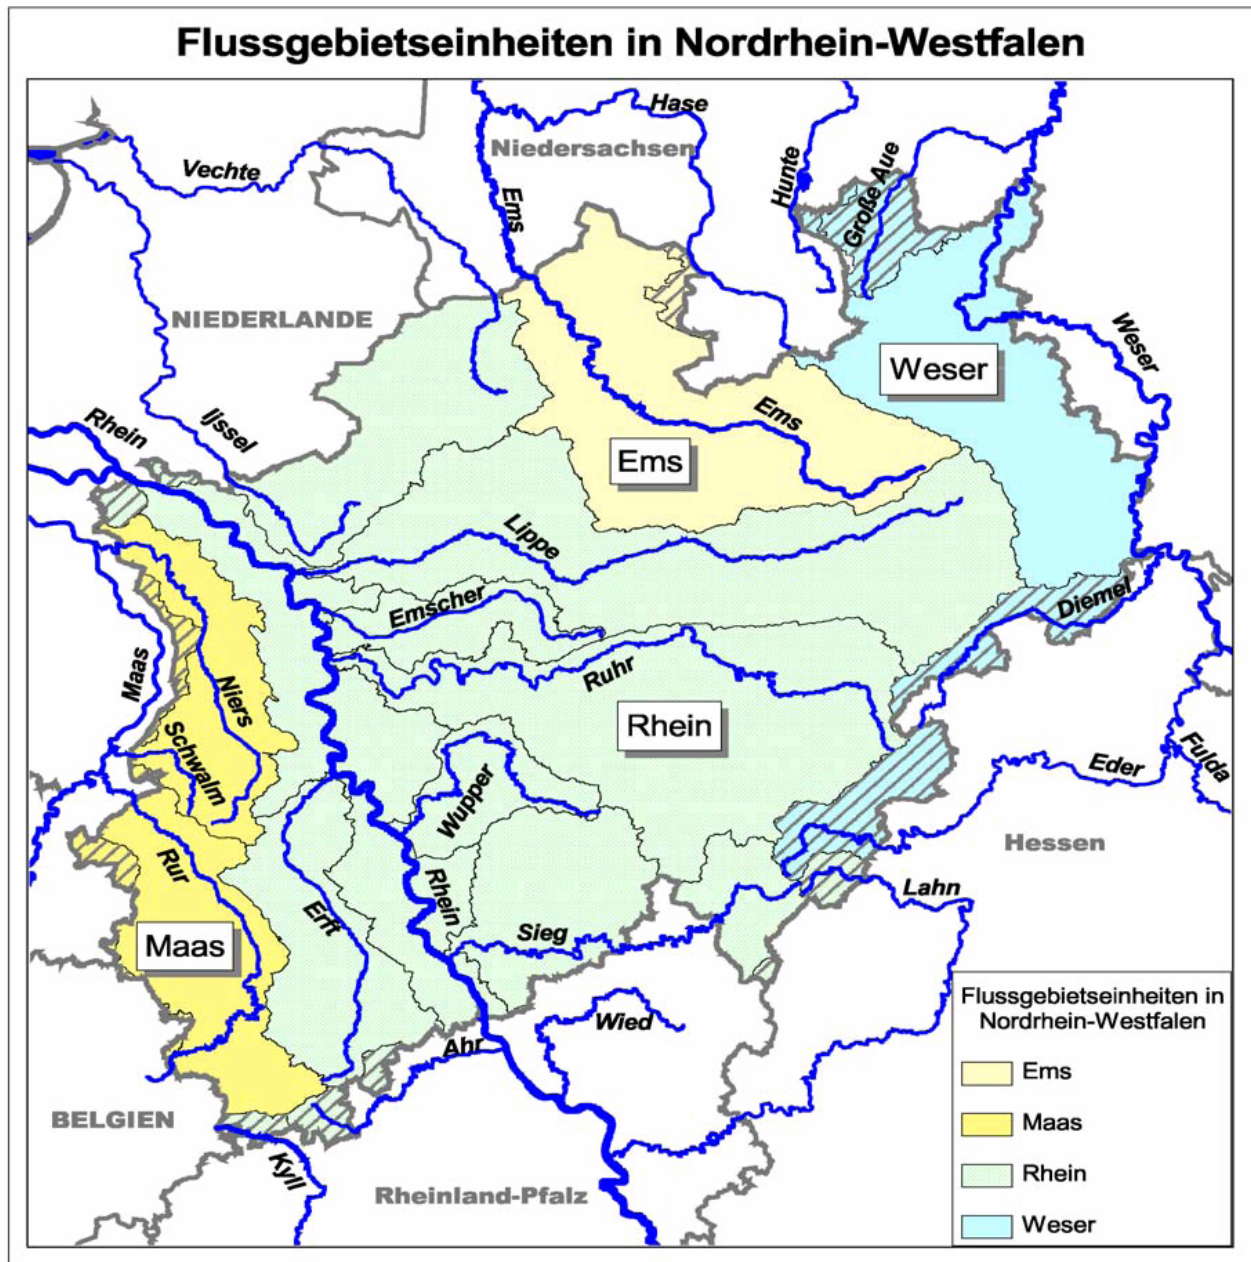 Flussgebietseinheiten in Nordrhein-Westfalen
Hase
Niedersachsen
Vechte
Hunte
Große Aue
Ems
NIEDERLANDE
Weser
Weser
Rhein
Ijssel
Ems
Ems
Lippe
Emscher
Diemel
Maas
Niers
Ruhr
Rhein
Schwalm
Wupper
Eder
Fulda
Hessen
Rur
Rhein
Lahn
Erft
Sieg
Maas
Wied
Ahr
BELGIEN
Kyll
Rheinland-Pfalz
Flussgebietseinheiten in
Nordrhein-Westfalen
Ems
Maas
Rhein
Weser